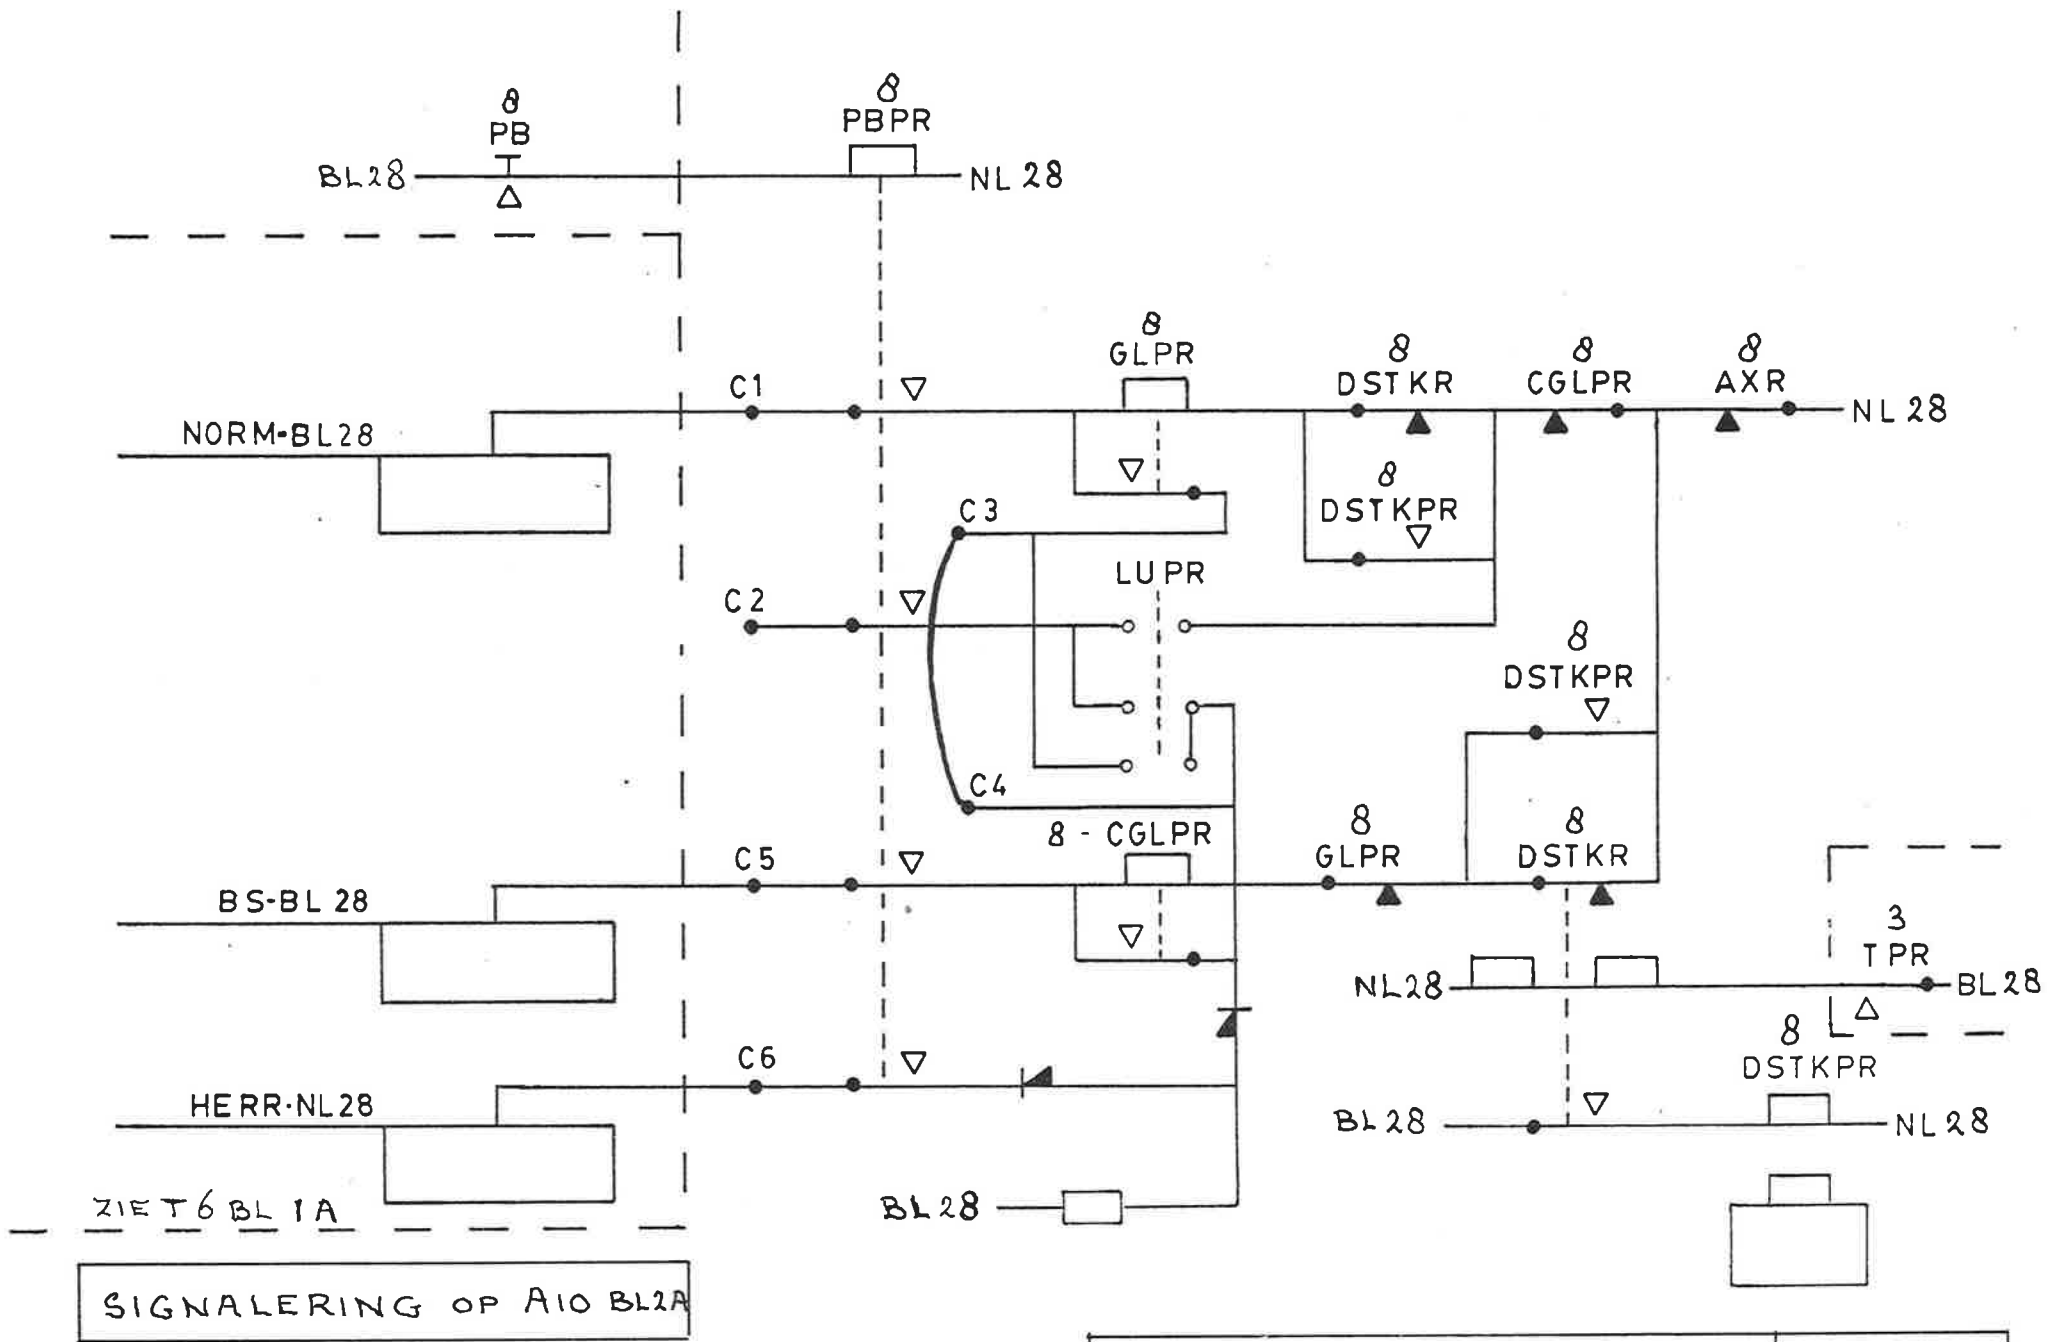 8
PB
8
PBPR
BL28
NL 28
8
GLPR
8
DSTKR
8
CGLPR
8
AXR
NL 28
C1
NORM-BL28
8
DSTKPR
C3
LUPR
C2
8
DSTKPR
C4
8 - CGLPR
8
GLPR
8
DSTKR
C5
BS-BL 28
3
TPR
NL28
BL28
8
DSTKPR
C6
HERR·NL28
BL28
NL28
ZIE T6 BL 1A
BL28
SIGNALERING OP A10 BL2A